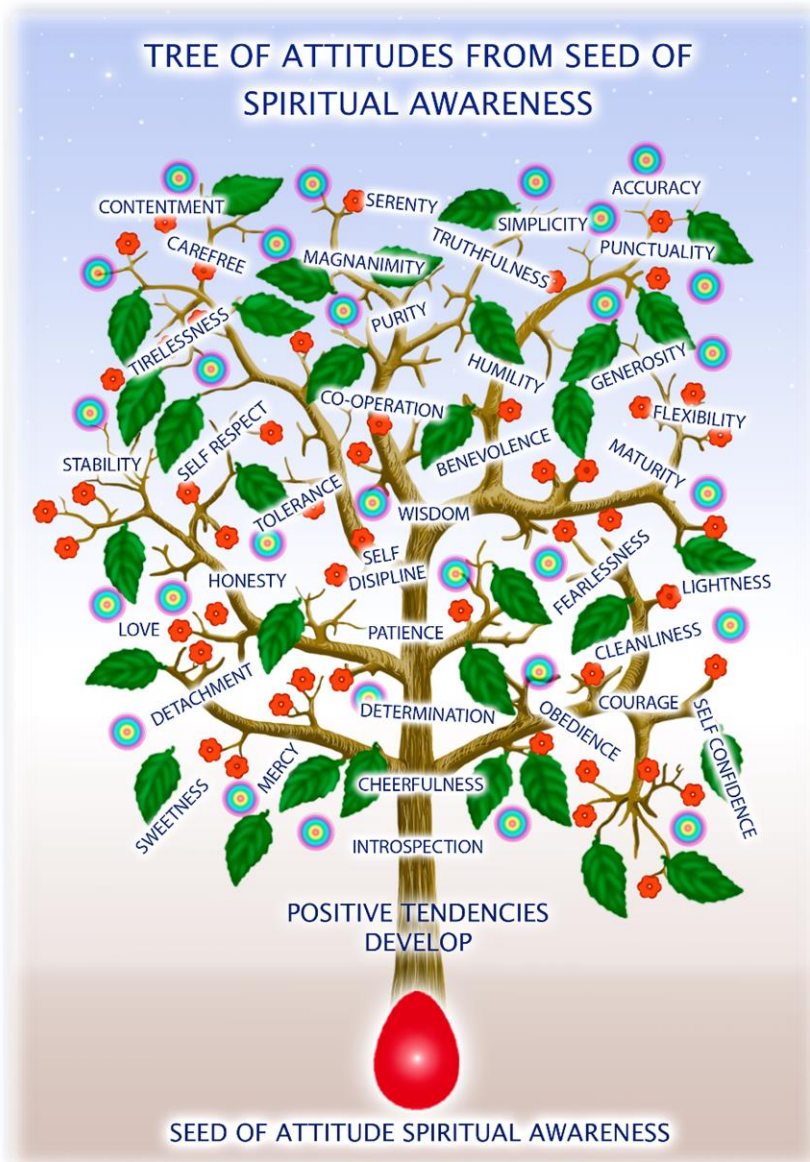 TREE OF ATTITUDES FROM SEED OF
SPIRITUAL AWARENESS
ACCURACY
CONTENTMENT
SERENTY
SIMPLICITY
CAREFREE
MAGNANIMITY
TRUTHFULNESS
PUNCTUALITY
TIRELESSNESS
PURITY
HUMILITY
GENEROSITY
CO-OPERATION
FLEXIBILITY
SELF RESPECT
BENEVOLENCE
STABILITY
MATURITY
TOLERANCE
WISDOM
SELF
DISIPLINE
HONESTY
FEARLESSNESS
LIGHTNESS
LOVE
PATIENCE
CLEANLINESS
DETACHMENT
DETERMINATION
OBEDIENCE
COURAGE
SELF CONFIDENCE
MERCY
SWEETNESS
CHEERFULNESS
INTROSPECTION
POSITIVE TENDENCIES
DEVELOP
SEED OF ATTITUDE SPIRITUAL AWARENESS